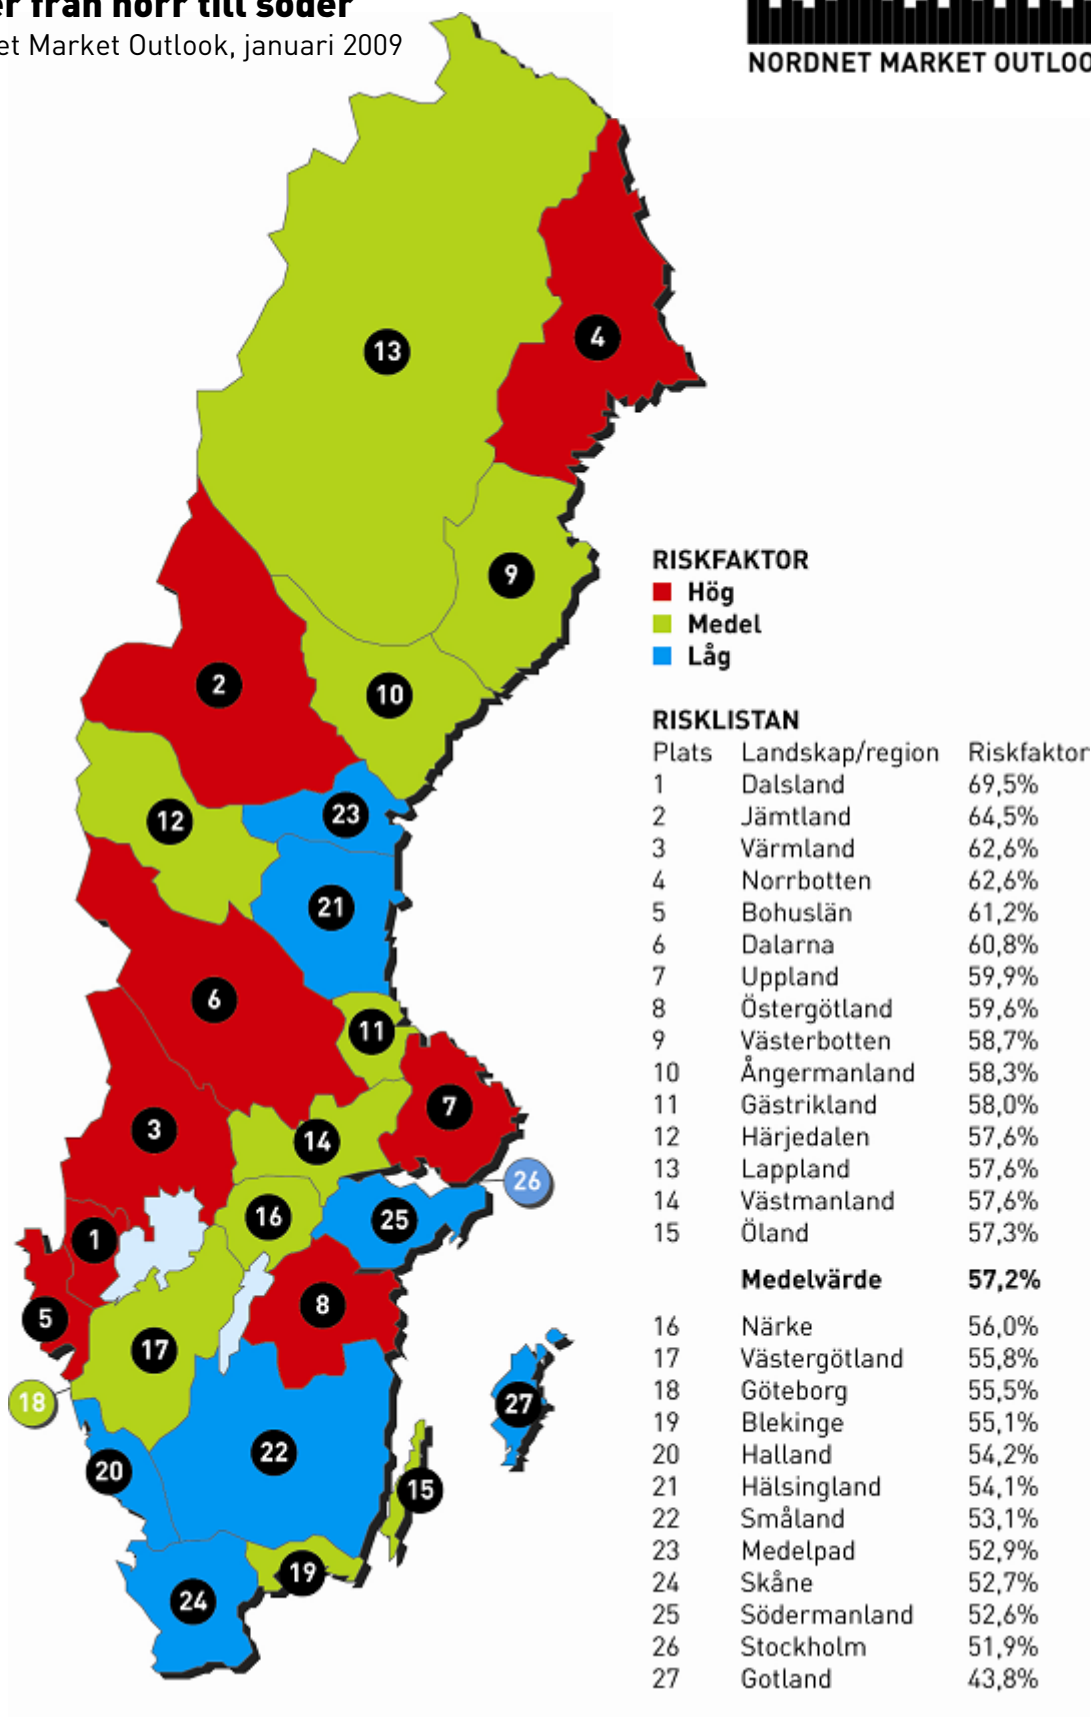 från norr till söder
Market Outlook, januari 2009
NORDNET MARKET
13
4
9
2
10
12
23
21
6
11
3
7
14
26
16
25
1
5
8
17
18
27
22
20
15
19
24
RISKFAKTOR
Hög
Medel
Låg
RISKLISTAN
Plats Landskap/region Riskfaktor
1 Dalsland 69,5%
2 Jämtland 64,5%
3 Värmland 62,6%
4 Norrbotten 62,6%
5 Bohuslän 61,2%
6 Dalarna 60,8%
7 Uppland 59,9%
8 Östergötland 59,6%
9 Västerbotten 58,7%
10 Ångermanland 58,3%
11 Gästrikland 58,0%
12 Härjedalen 57,6%
13 Lappland 57,6%
14 Västmanland 57,6%
15 Öland 57,3%
Medelvärde 57,2%
16 Närke 56,0%
17 Västergötland 55,8%
18 Göteborg 55,5%
19 Blekinge 55,1%
20 Halland 54,2%
21 Hälsingland 54,1%
22 Småland 53,1%
23 Medelpad 52,9%
24 Skåne 52,7%
25 Södermanland 52,6%
26 Stockholm 51,9%
27 Gotland 43,8%